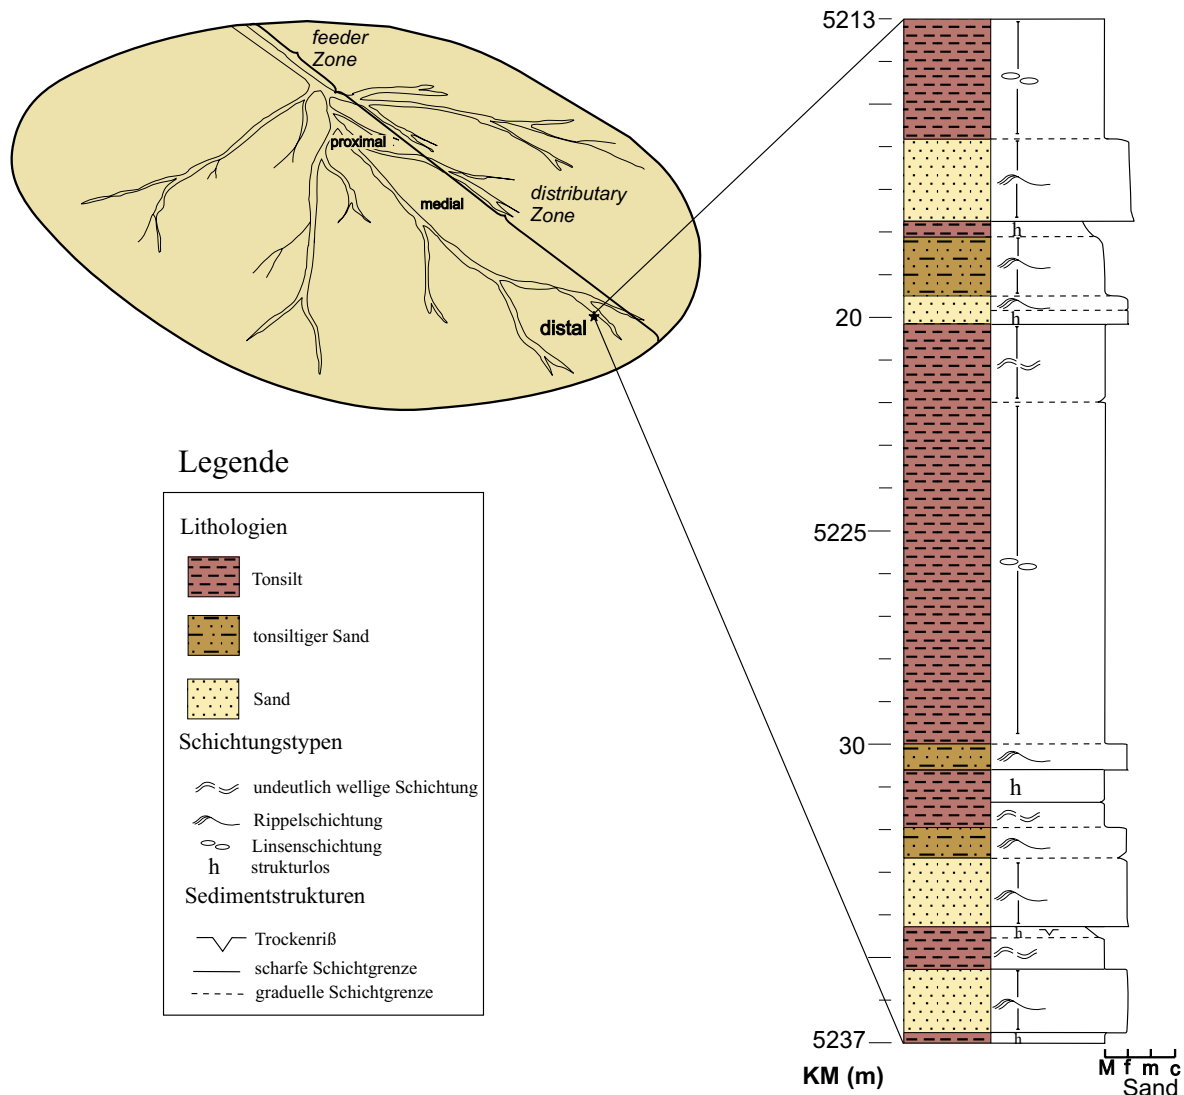 feeder
Zone
proximal
medial
distributary
Zone
distal
Legende
Lithologien
Tonsilt
tonsiltiger Sand
Sand
Schichtungstypen
undeutlich wellige Schichtung
Rippelschichtung
Linsenschichtung
h strukturlos
Sedimentstrukturen
Trockenriß
scharfe Schichtgrenze
graduelle Schichtgrenze
5213
h
20
h
5225
30
h
h
5237
h
KM (m)
M f m c
Sand